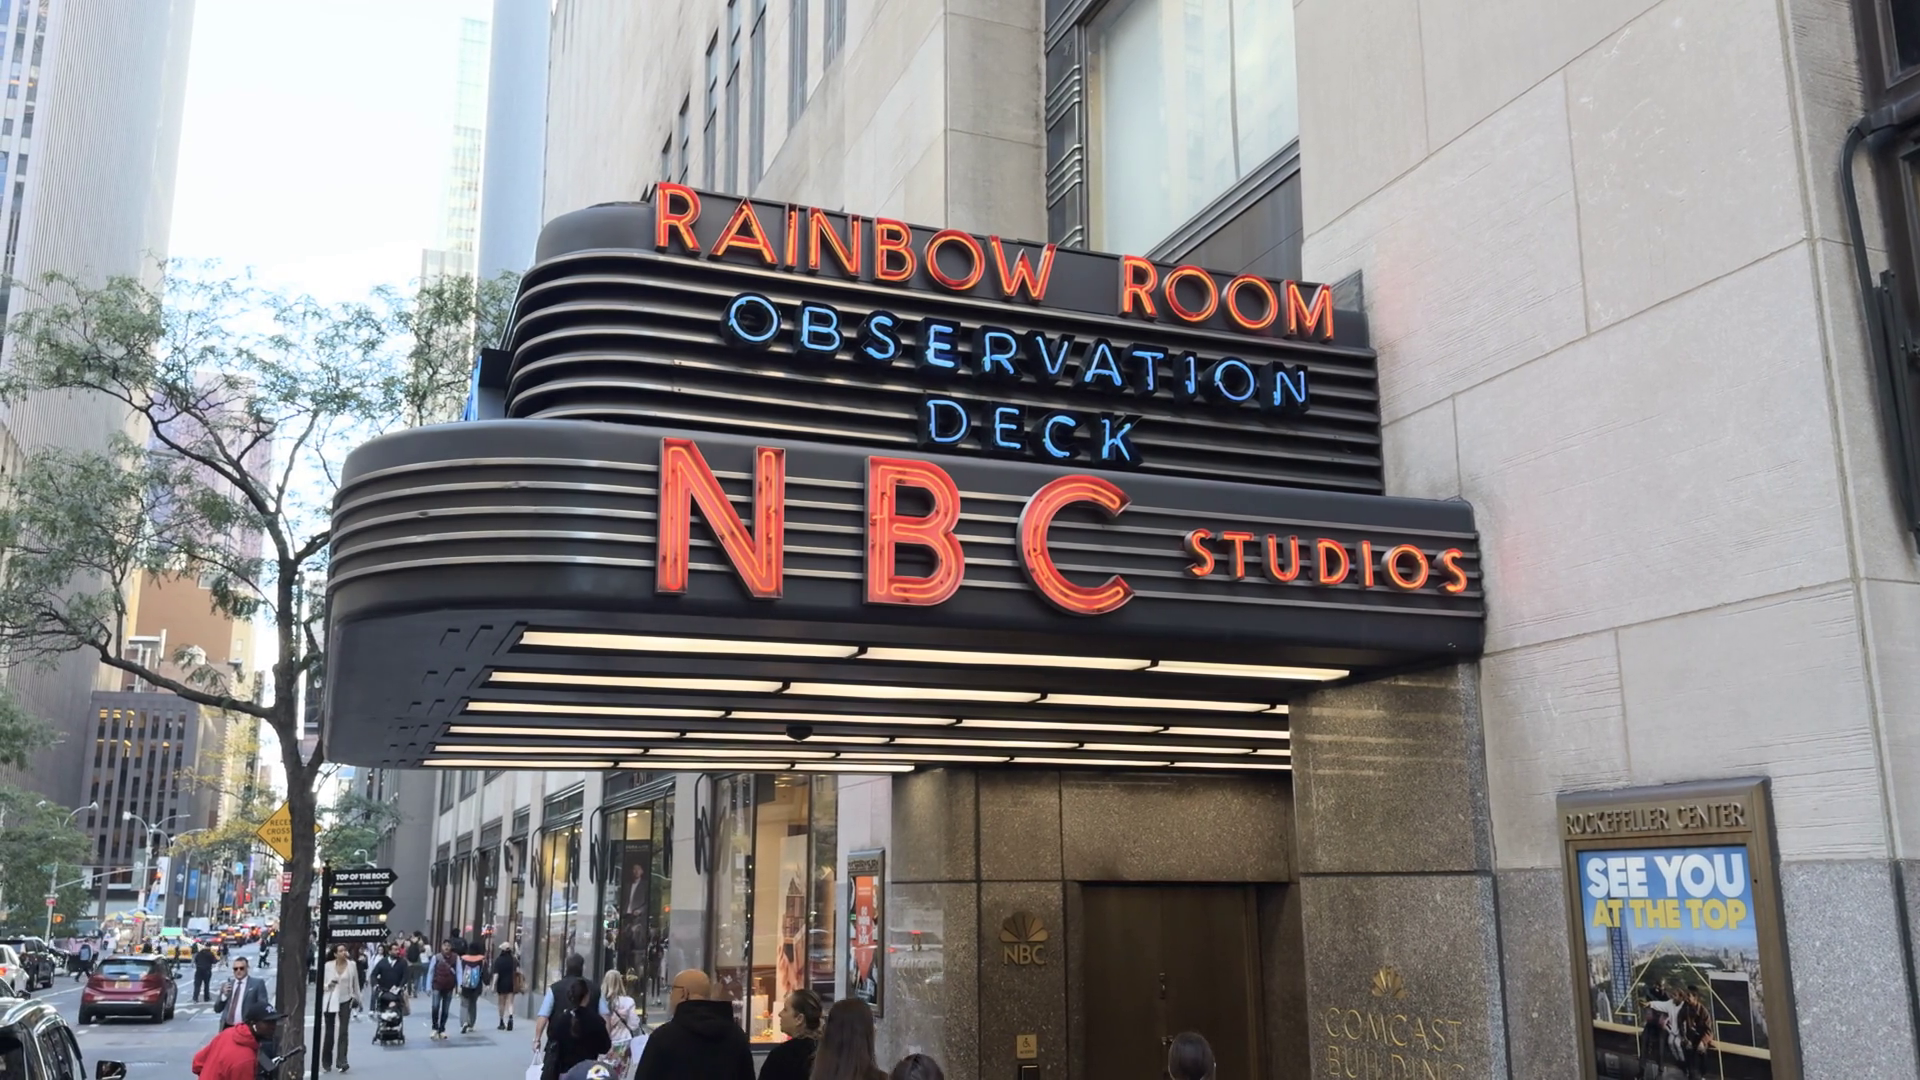 RAINBOW ROOM
OBSERVATION
DECK
NBC STUDIOS
ROCKEFELLER CENTER
SEE YOU
AT THE TOP
TOP OF THE ROCK
SHOPPING
RESTAURANTS
NBC
COMCAST
BUILDING